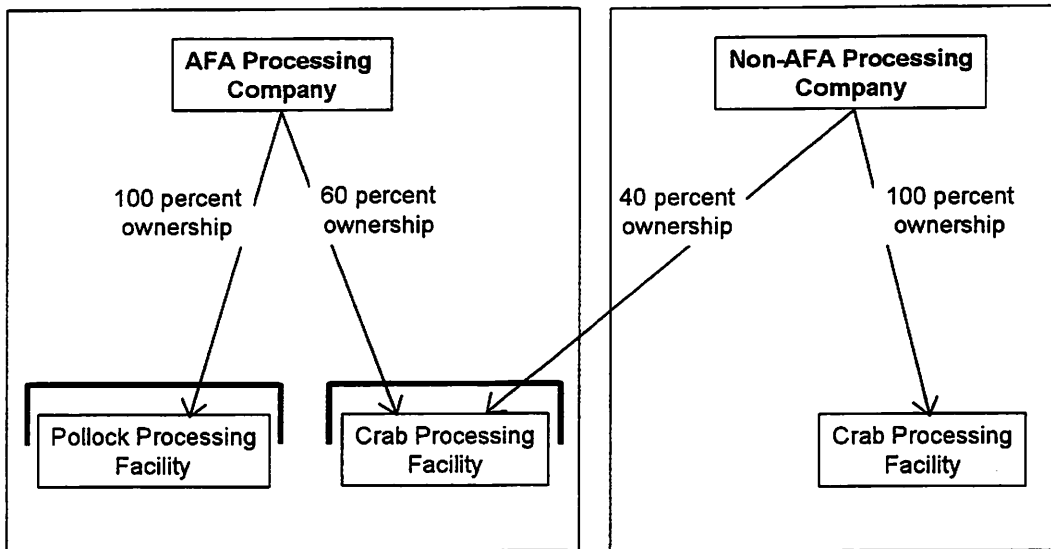 AFA Processing
Company
Non-AFA Processing
Company
100 percent
ownership
60 percent
ownership
40 percent
ownership
100 percent
ownership
Pollock Processing
Facility
Crab Processing
Facility
Crab Processing
Facility